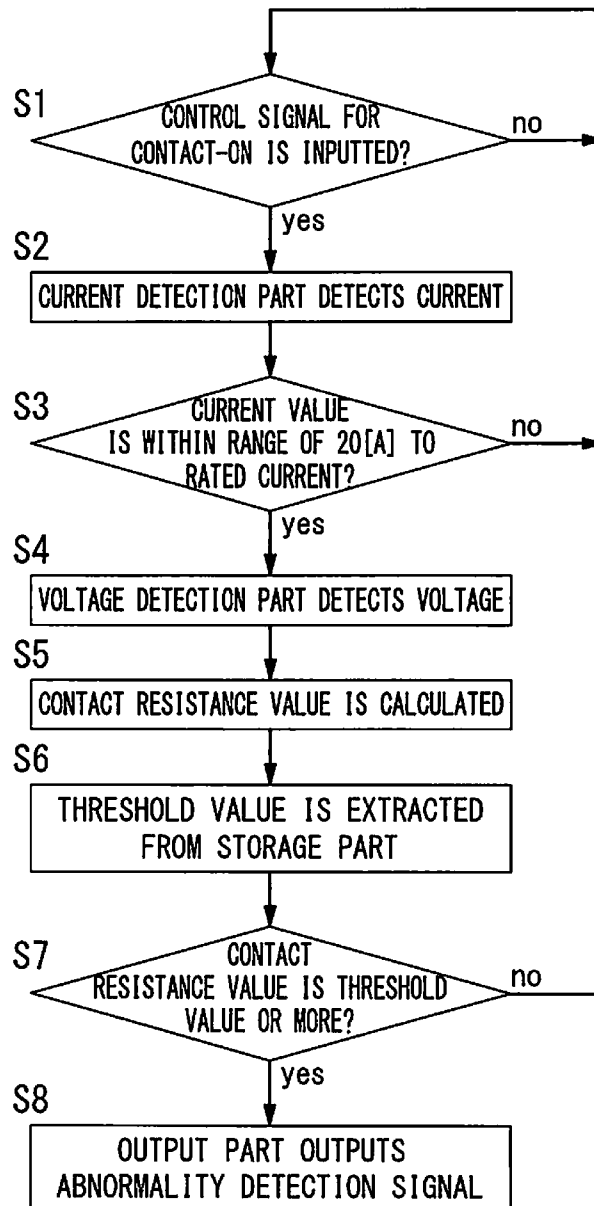 S1
CONTROL SIGNAL FOR
CONTACT-ON IS INPUTTED?
no
yes
S2
CURRENT DETECTION PART DETECTS CURRENT
S3
CURRENT VALUE
IS WITHIN RANGE OF 20[A] TO
RATED CURRENT?
no
yes
S4
VOLTAGE DETECTION PART DETECTS VOLTAGE
S5
CONTACT RESISTANCE VALUE IS CALCULATED
S6
THRESHOLD VALUE IS EXTRACTED
FROM STORAGE PART
S7
CONTACT
RESISTANCE VALUE IS THRESHOLD
VALUE OR MORE?
no
yes
S8
OUTPUT PART OUTPUTS
ABNORMALITY DETECTION SIGNAL